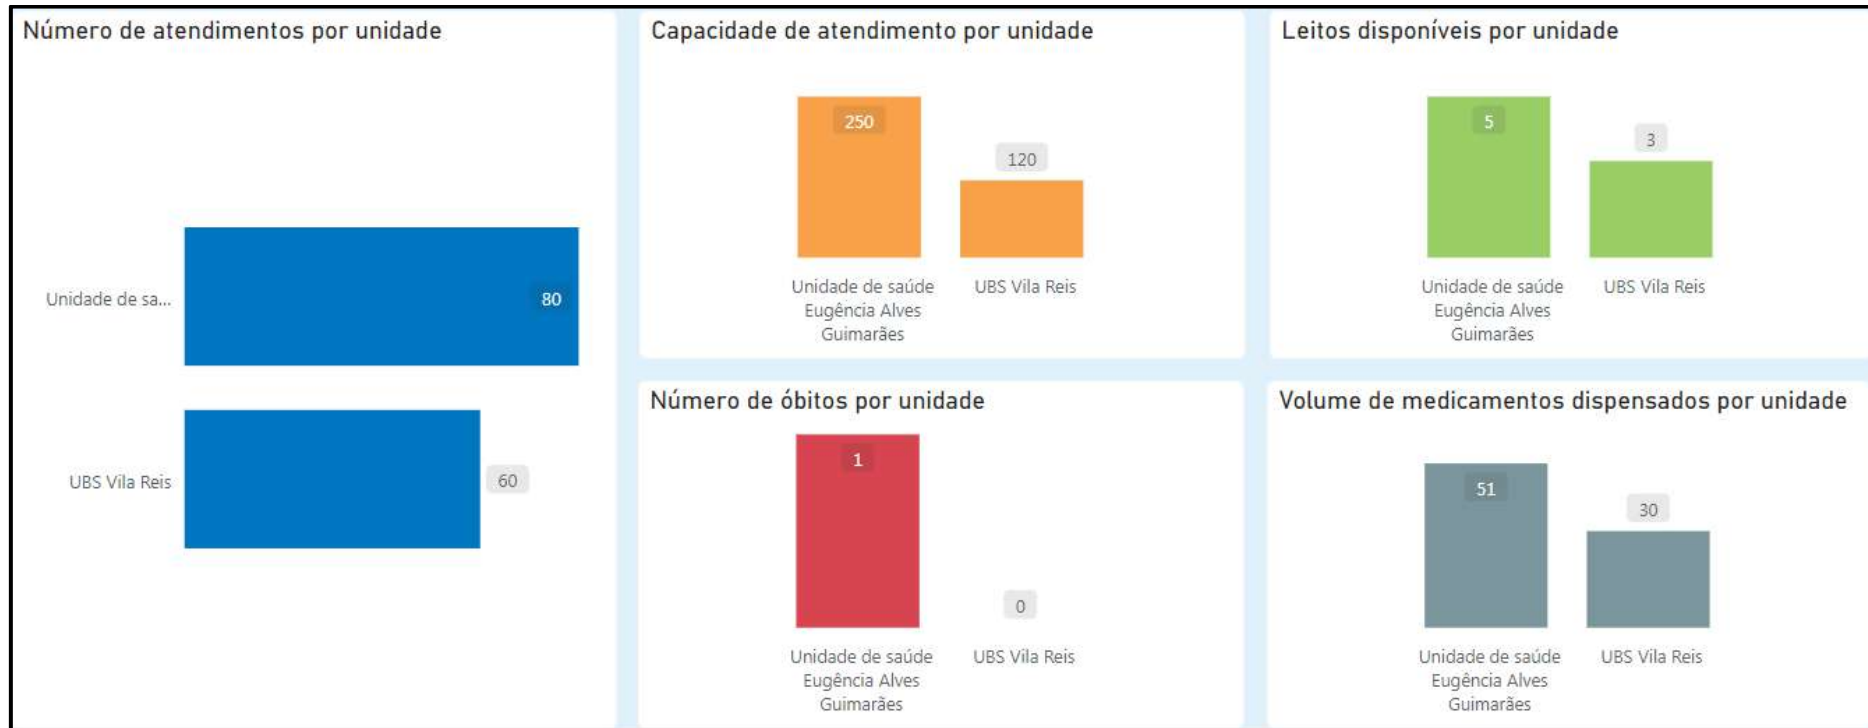 Número de atendimentos por unidade
Unidade de sa...
80
UBS Vila Reis
60
Capacidade de atendimento por unidade
250
120
Unidade de saúde
Eugência Alves
Guimarães
UBS Vila Reis
Leitos disponíveis por unidade
5
3
Unidade de saúde
Eugência Alves
Guimarães
UBS Vila Reis
Número de óbitos por unidade
1
0
Unidade de saúde
Eugência Alves
Guimarães
UBS Vila Reis
Volume de medicamentos dispensados por unidade
51
30
Unidade de saúde
Eugência Alves
Guimarães
UBS Vila Reis